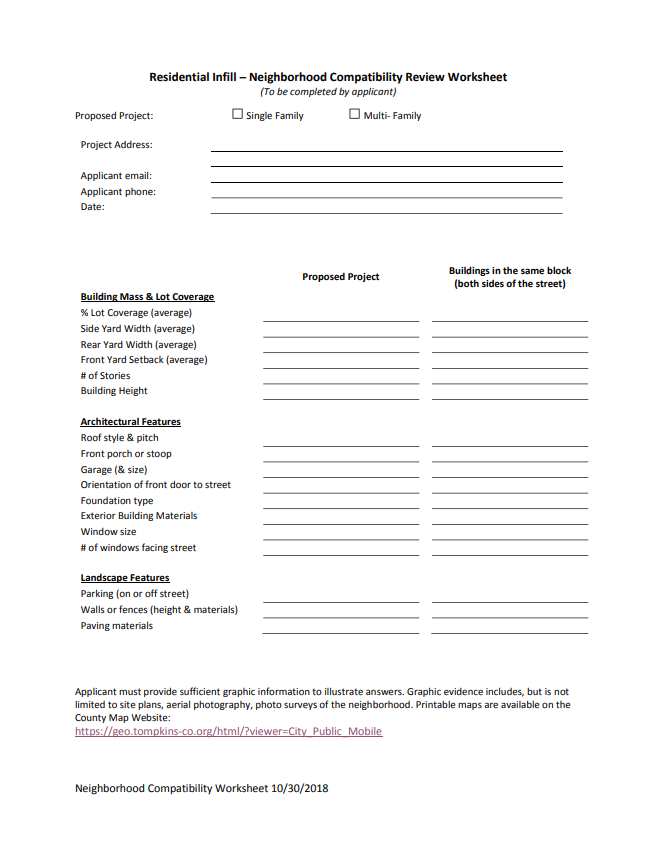 Residential Infill – Neighborhood Compatibility Review Worksheet
(To be completed by applicant)
Proposed Project: ☐ Single Family ☐ Multi- Family
Project Address:
Applicant email:
Applicant phone:
Date:
Proposed Project
Buildings in the same block
(both sides of the street)
Building Mass & Lot Coverage
% Lot Coverage (average)
Side Yard Width (average)
Rear Yard Width (average)
Front Yard Setback (average)
# of Stories
Building Height
Architectural Features
Roof style & pitch
Front porch or stoop
Garage (& size)
Orientation of front door to street
Foundation type
Exterior Building Materials
Window size
# of windows facing street
Landscape Features
Parking (on or off street)
Walls or fences (height & materials)
Paving materials
Applicant must provide sufficient graphic information to illustrate answers. Graphic evidence includes, but is not
limited to site plans, aerial photography, photo surveys of the neighborhood. Printable maps are available on the
County Map Website:
https://geo.tompkins-co.org/html/?viewer=City_Public_Mobile
Neighborhood Compatibility Worksheet 10/30/2018